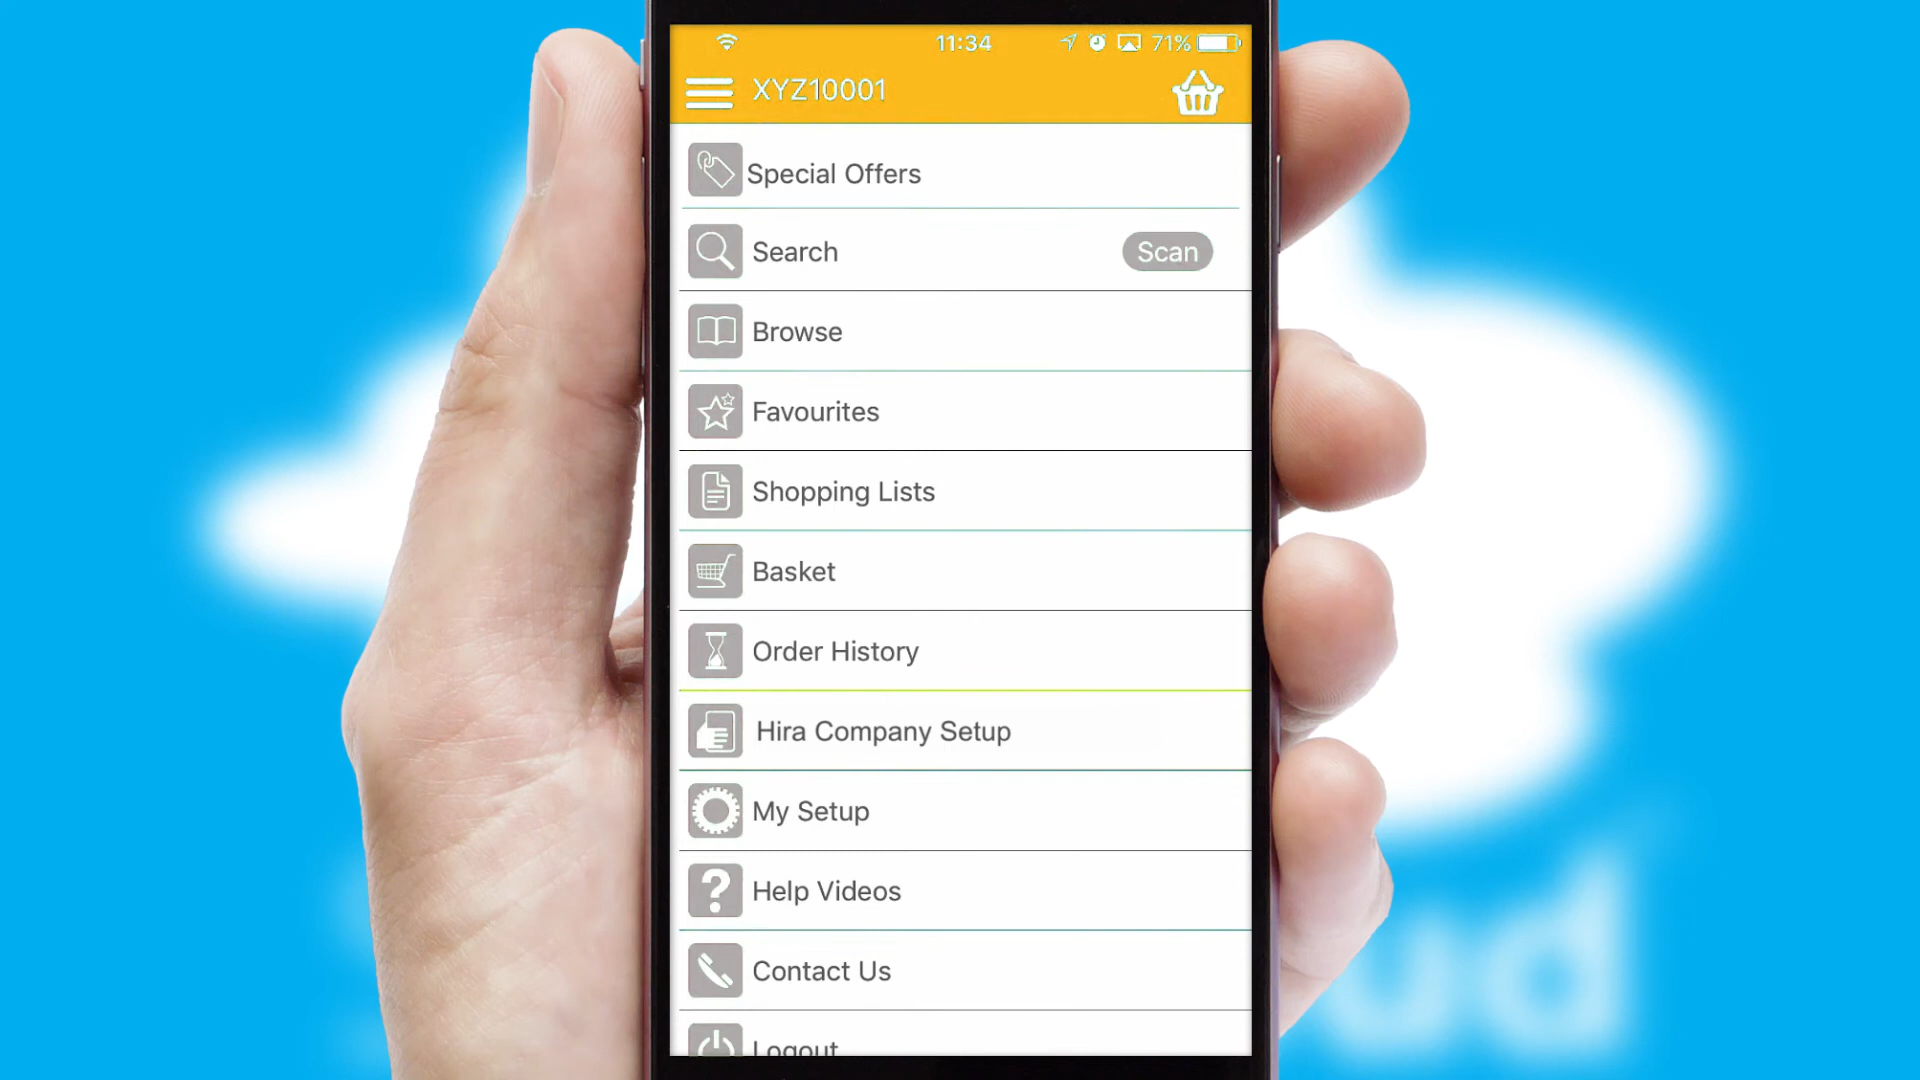 11:34 71%
XYZ10001
Special Offers
Search Scan
Browse
Favourites
Shopping Lists
Basket
Order History
Hira Company Setup
My Setup
Help Videos
Contact Us
Logout
ud